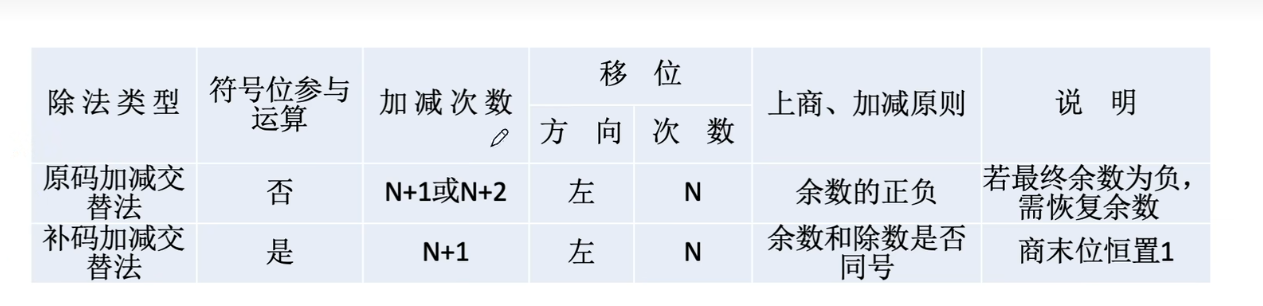 除法类型
符号位参与
运算
加减次数
移 位
方 向
次 数
上商、加减原则
说 明
原码加减交
替法
否
N+1或N+2
左
N
余数的正负
若最终余数为负，
需恢复余数
补码加减交
替法
是
N+1
左
N
余数和除数是否
同号
商末位恒置1